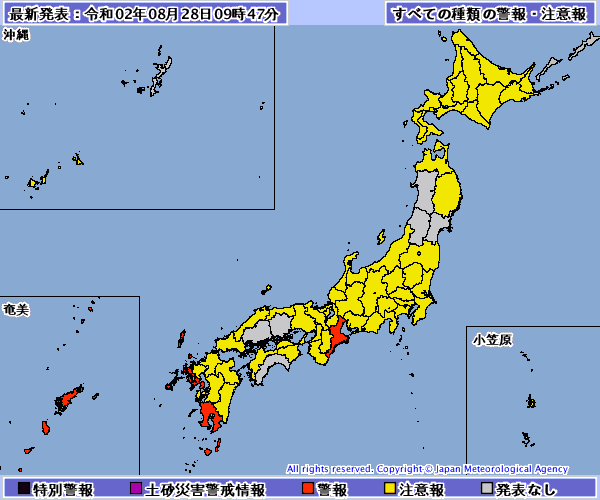 最新発表：令和02年08月28日09時47分
すべての種類の警報・注意報
沖縄
奄美
小笠原
All rights reserved. Copyright © Japan Meteorological Agency
特別警報 土砂災害警戒情報 警報 注意報 発表なし